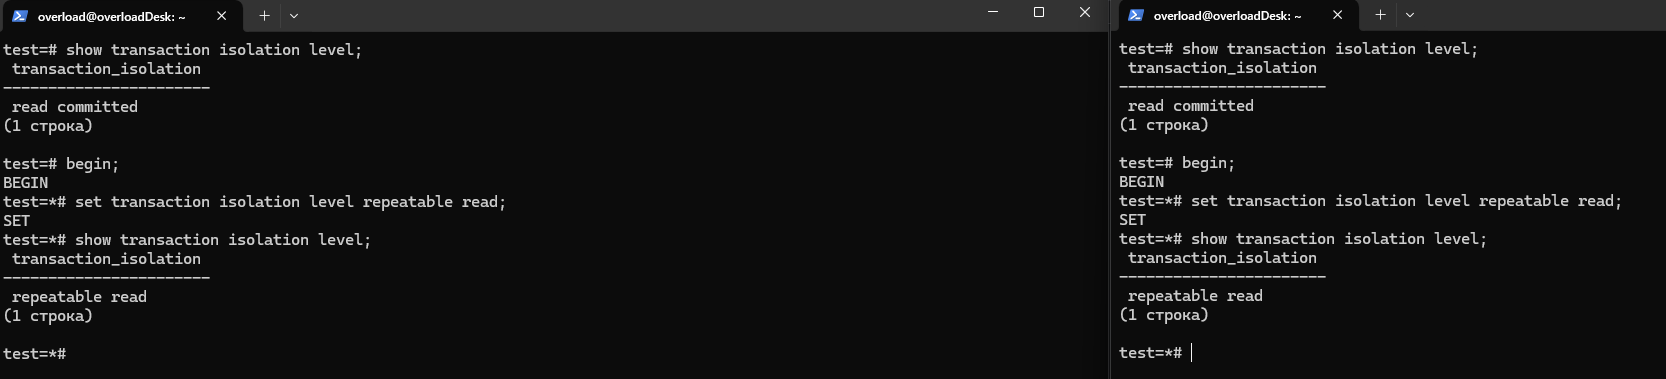 overload@overloadDesk: ~
test=# show transaction isolation level;
 transaction_isolation
-----------------------
 read committed
(1 строка)

test=# begin;
BEGIN
test=*# set transaction isolation level repeatable read;
SET
test=*# show transaction isolation level;
 transaction_isolation
-----------------------
 repeatable read
(1 строка)

test=*#
overload@overloadDesk: ~
test=# show transaction isolation level;
 transaction_isolation
-----------------------
 read committed
(1 строка)

test=# begin;
BEGIN
test=*# set transaction isolation level repeatable read;
SET
test=*# show transaction isolation level;
 transaction_isolation
-----------------------
 repeatable read
(1 строка)

test=*#